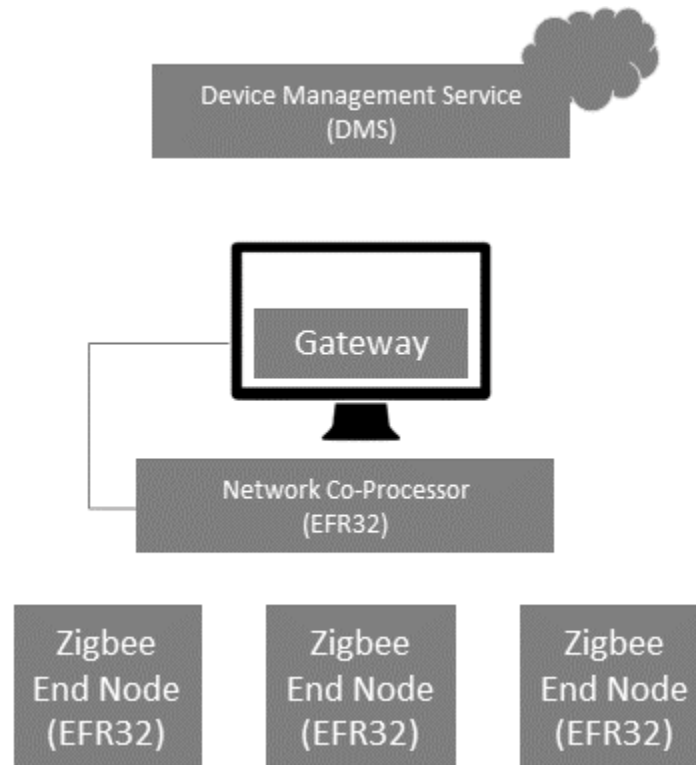 Device Management Service
(DMS)
Gateway
Network Co-Processor
(EFR32)
Zigbee
End Node
(EFR32)
Zigbee
End Node
(EFR32)
Zigbee
End Node
(EFR32)